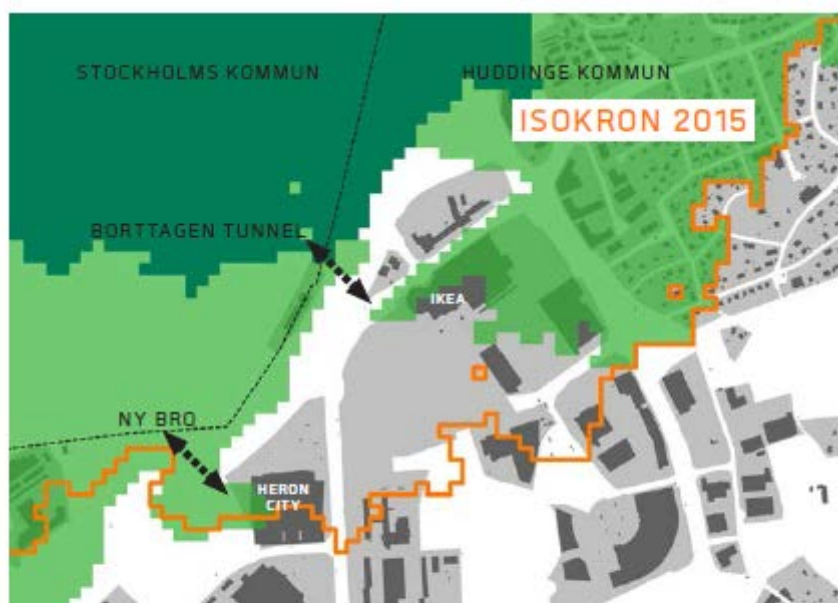 STOCKHOLMS KOMMUN
HUDDINGE KOMMUN
ISOKRON 2015
BORTTAGEN TUNNEL
IKEA
NY BRO
HERON
CITY